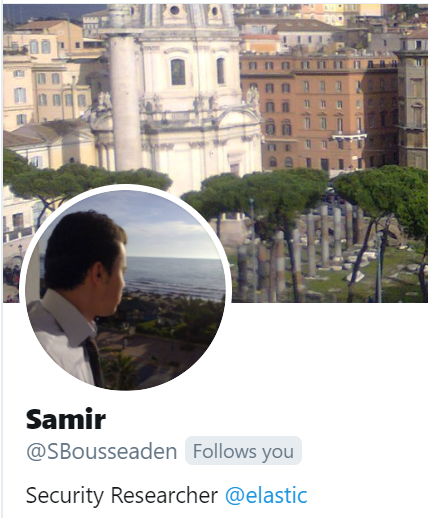 Samir
@SBousseaden Follows you
Security Researcher @elastic